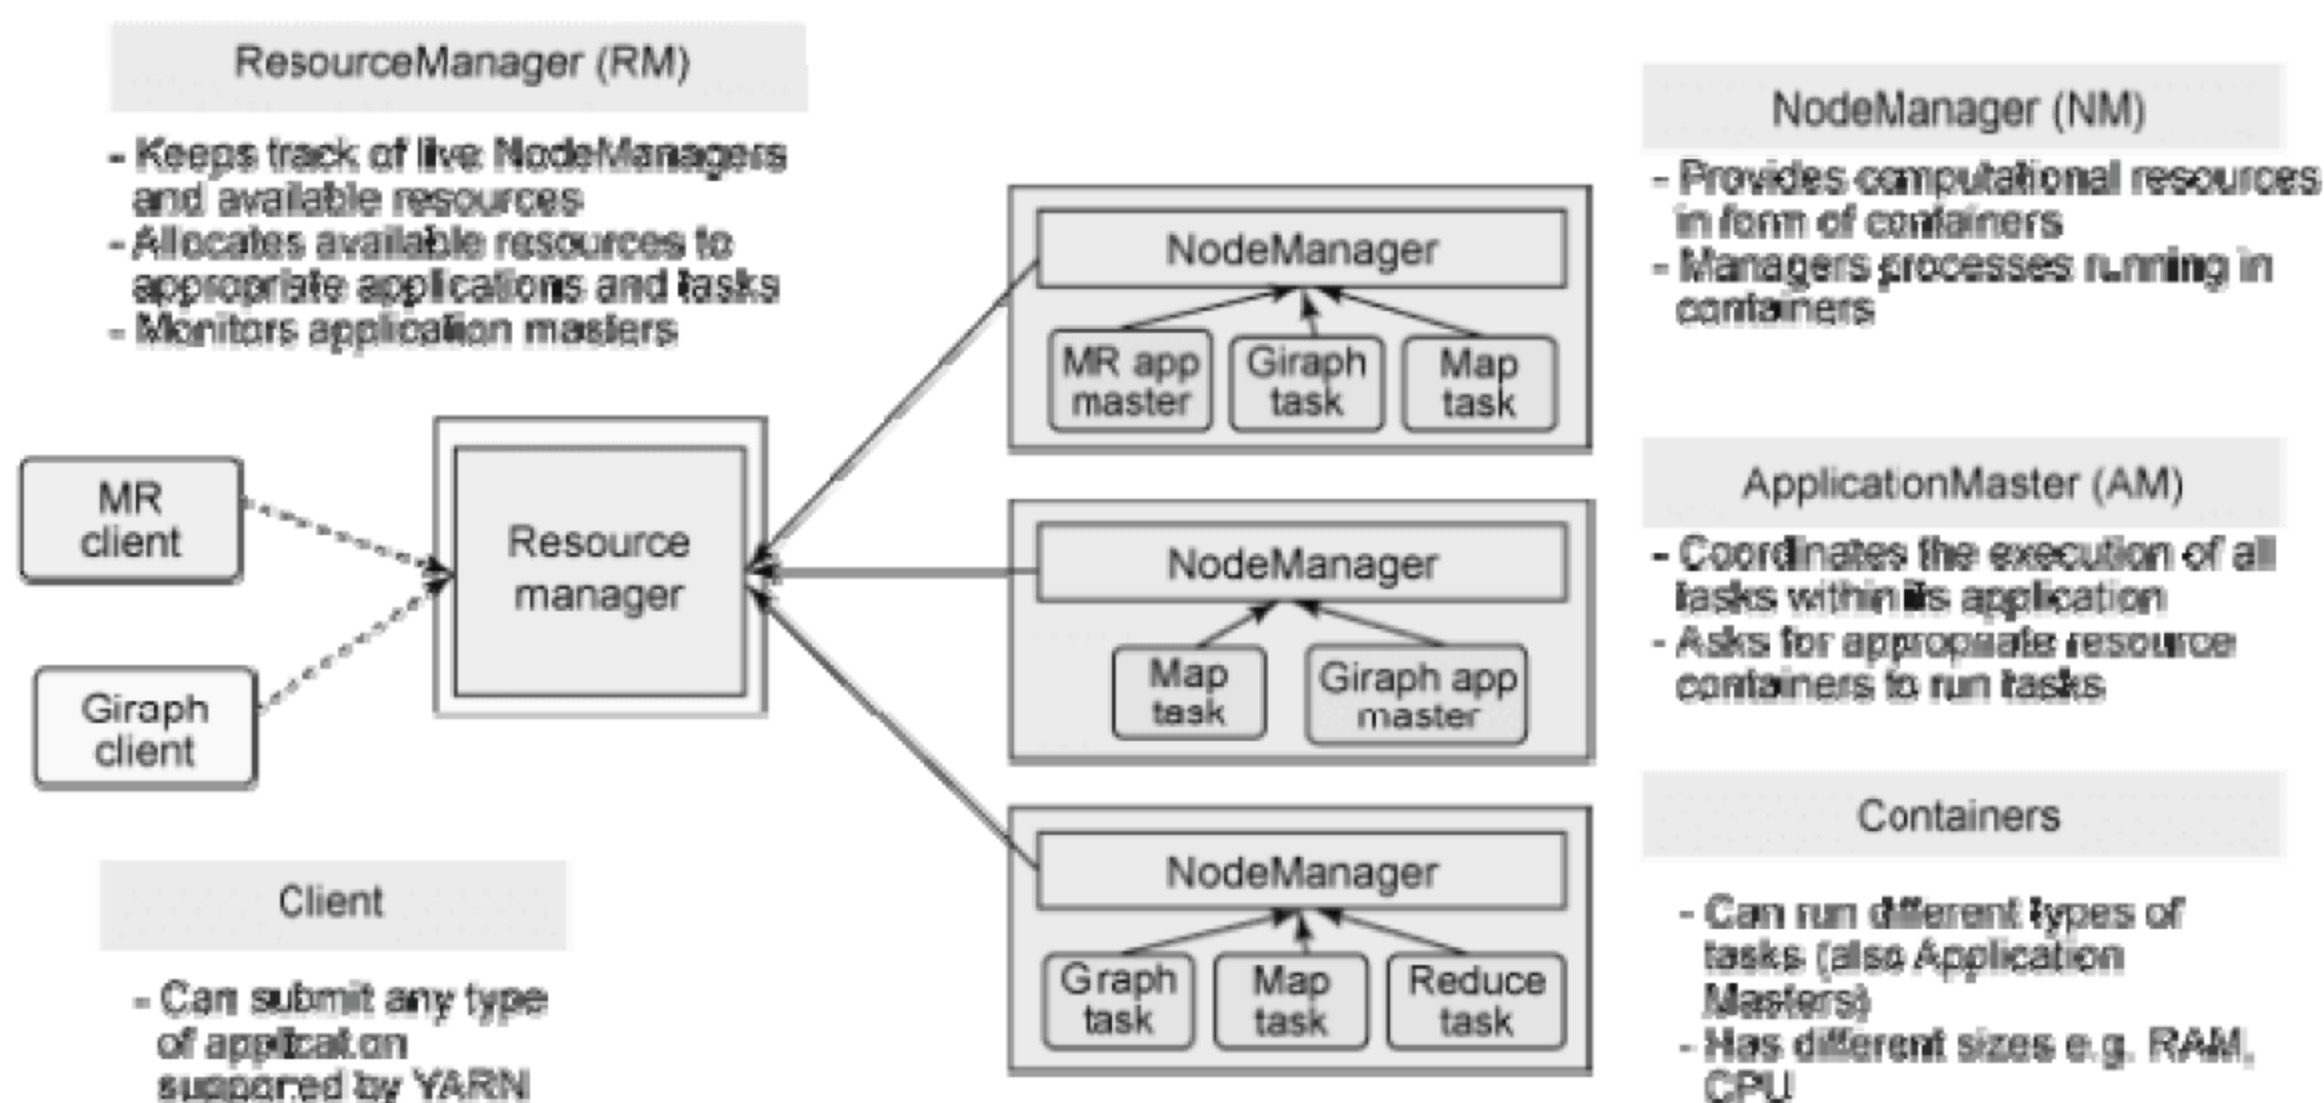 ResourceManager (RM)
- Keeps track of live NodeManagers
and available resources
- Allocates available resources to
appropriate applications and tasks
- Monitors application masters
MR
client
Giraph
client
Resource
manager
Client
- Can submit any type
of application
supported by YARN
NodeManager
MR app
master
Giraph
task
Map
task
NodeManager
Map
task
Giraph app
master
NodeManager
Graph
task
Map
task
Reduce
task
NodeManager (NM)
- Provides computational resources
in form of containers
- Managers processes running in
containers
ApplicationMaster (AM)
- Coordinates the execution of all
tasks within its application
- Asks for appropriate resource
containers to run tasks
Containers
- Can run different types of
tasks (also Application
Masters)
- Has different sizes e.g. RAM,
CPU